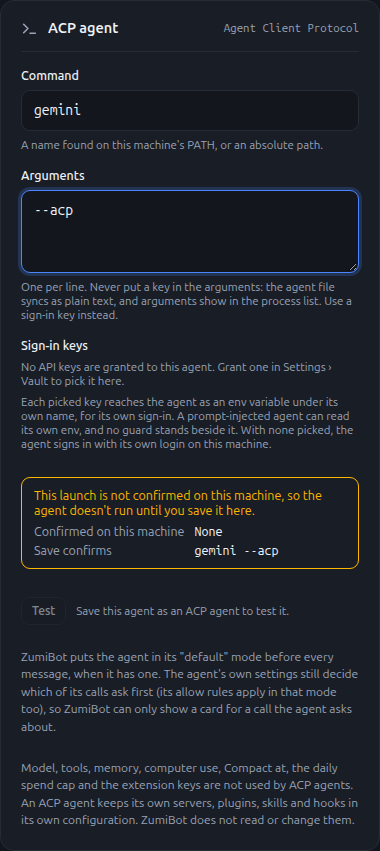 ACP agent
Agent Client Protocol
Command
gemini
A name found on this machine's PATH, or an absolute path.
Arguments
--acp
One per line. Never put a key in the arguments: the agent file
syncs as plain text, and arguments show in the process list. Use a
sign-in key instead.
Sign-in keys
No API keys are granted to this agent. Grant one in Settings ›
Vault to pick it here.
Each picked key reaches the agent as an env variable under its
own name, for its own sign-in. A prompt-injected agent can read
its own env, and no guard stands beside it. With none picked, the
agent signs in with its own login on this machine.
This launch is not confirmed on this machine, so the
agent doesn't run until you save it here.
Confirmed on this machine None
Save confirms gemini --acp
Test Save this agent as an ACP agent to test it.
ZumiBot puts the agent in its "default" mode before every
message, when it has one. The agent's own settings still decide
which of its calls ask first (its allow rules apply in that mode
too), so ZumiBot can only show a card for a call the agent asks
about.
Model, tools, memory, computer use, Compact at, the daily
spend cap and the extension keys are not used by ACP agents.
An ACP agent keeps its own servers, plugins, skills and hooks in
its own configuration. ZumiBot does not read or change them.